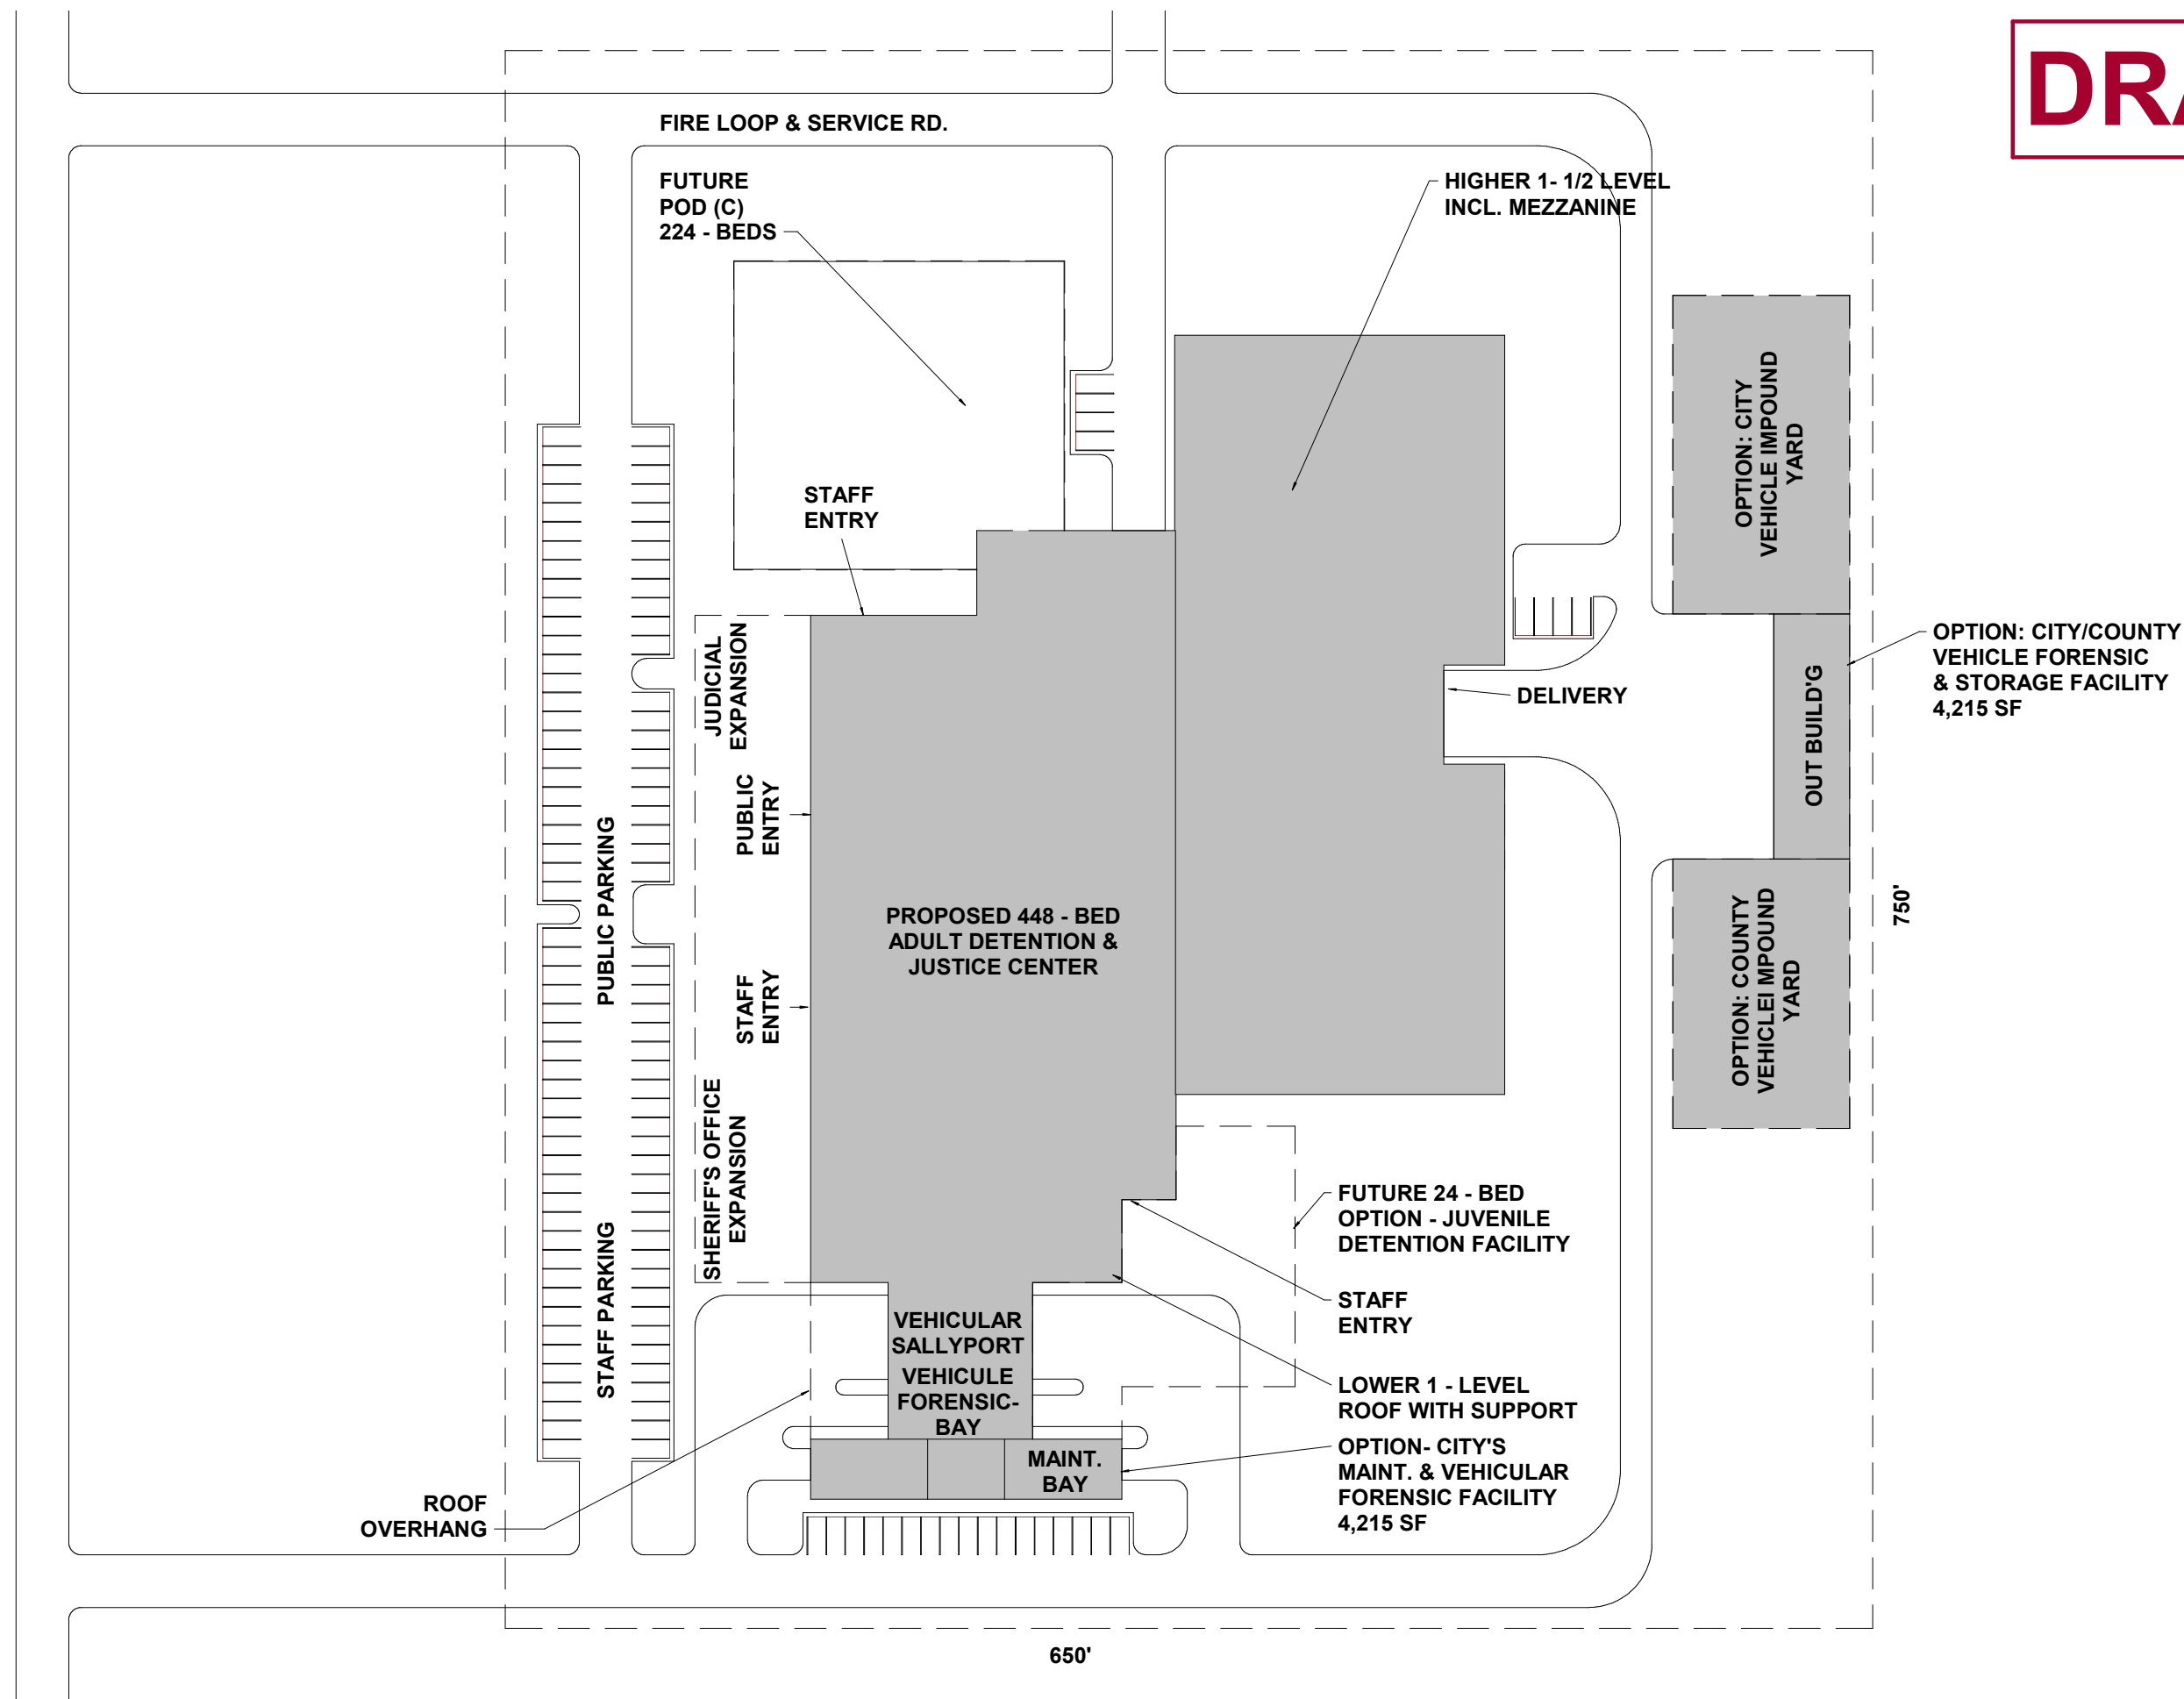 DRA
FIRE LOOP & SERVICE RD.
FUTURE
POD (C)
224 - BEDS
HIGHER 1- 1/2 LEVEL
INCL. MEZZANINE
STAFF
ENTRY
OPTION: CITY
VEHICLE IMPOUND
YARD
JUDICIAL
EXPANSION
OPTION: CITY/COUNTY
VEHICLE FORENSIC
& STORAGE FACILITY
4,215 SF
DELIVERY
OUT BUILD'G
PUBLIC
ENTRY
PUBLIC PARKING
PROPOSED 448 - BED
ADULT DETENTION &
JUSTICE CENTER
750'
STAFF
ENTRY
OPTION: COUNTY
VEHICLEI MPOUND
YARD
SHERIFF'S OFFICE
EXPANSION
FUTURE 24 - BED
OPTION - JUVENILE
DETENTION FACILITY
STAFF PARKING
STAFF
ENTRY
VEHICULAR
SALLYPORT
VEHICULE
FORENSIC-
BAY
LOWER 1 - LEVEL
ROOF WITH SUPPORT
MAINT.
BAY
OPTION- CITY'S
MAINT. & VEHICULAR
FORENSIC FACILITY
4,215 SF
ROOF
OVERHANG
650'